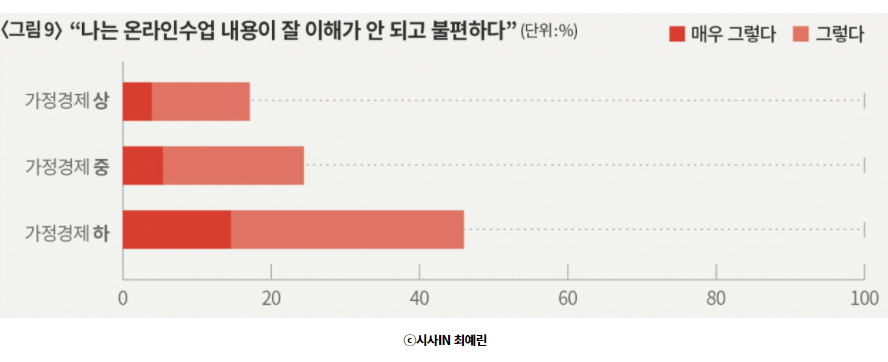 〈그림 9〉 “나는 온라인수업 내용이 잘 이해가 안 되고 불편하다” (단위:%)
매우 그렇다 그렇다
가정경제 상
가정경제 중
가정경제 하
0 20 40 60 80 100
ⓒ시사IN 최예린